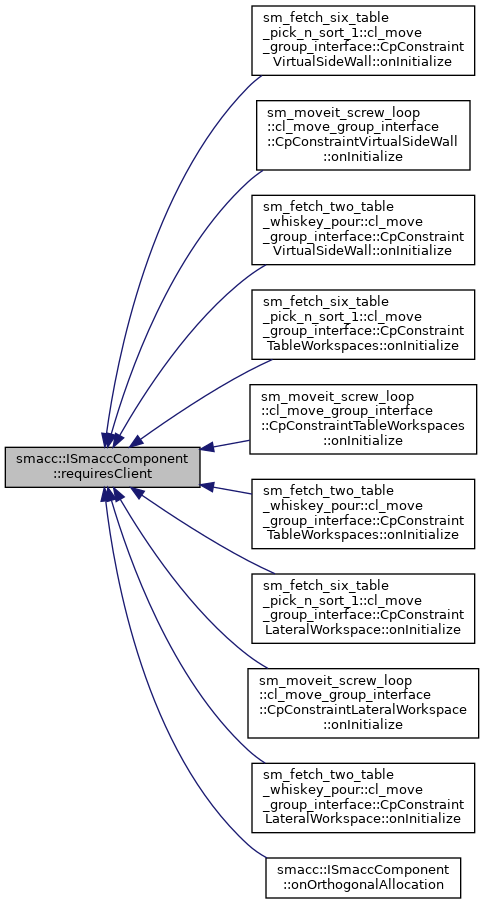 sm_fetch_six_table
_pick_n_sort_1::cl_move
_group_interface::CpConstraint
VirtualSideWall::onInitialize
sm_moveit_screw_loop
::cl_move_group_interface
::CpConstraintVirtualSideWall
::onInitialize
sm_fetch_two_table
_whiskey_pour::cl_move
_group_interface::CpConstraint
VirtualSideWall::onInitialize
sm_fetch_six_table
_pick_n_sort_1::cl_move
_group_interface::CpConstraint
TableWorkspaces::onInitialize
sm_moveit_screw_loop
::cl_move_group_interface
::CpConstraintTableWorkspaces
::onInitialize
smacc::ISmaccComponent
::requiresClient
sm_fetch_two_table
_whiskey_pour::cl_move
_group_interface::CpConstraint
TableWorkspaces::onInitialize
sm_fetch_six_table
_pick_n_sort_1::cl_move
_group_interface::CpConstraint
LateralWorkspace::onInitialize
sm_moveit_screw_loop
::cl_move_group_interface
::CpConstraintLateralWorkspace
::onInitialize
sm_fetch_two_table
_whiskey_pour::cl_move
_group_interface::CpConstraint
LateralWorkspace::onInitialize
smacc::ISmaccComponent
::onOrthogonalAllocation